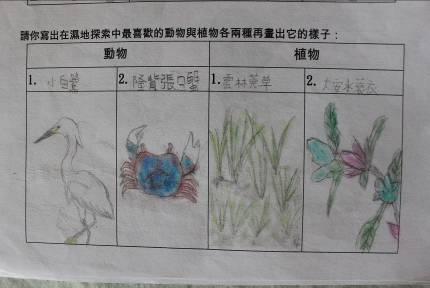 請你寫出在濕地探索中最喜歡的動物與植物各兩種再畫出它的樣子：
動物 植物
1. 小白鷺 2. 隆背張口蟹 1. 雲林莞草 2. 大安水蓑衣